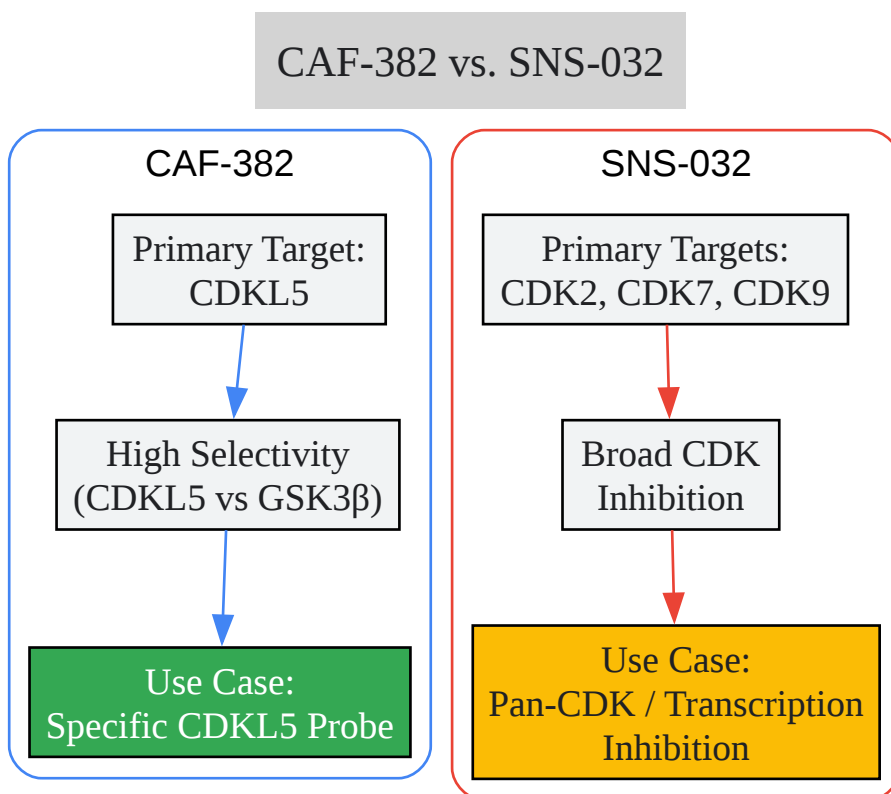 CAF-382 vs. SNS-032
CAF-382
Primary Target:
CDKL5
High Selectivity
(CDKL5 vs GSK3β)
Use Case:
Specific CDKL5 Probe
SNS-032
Primary Targets:
CDK2, CDK7, CDK9
Broad CDK
Inhibition
Use Case:
Pan-CDK / Transcription
Inhibition